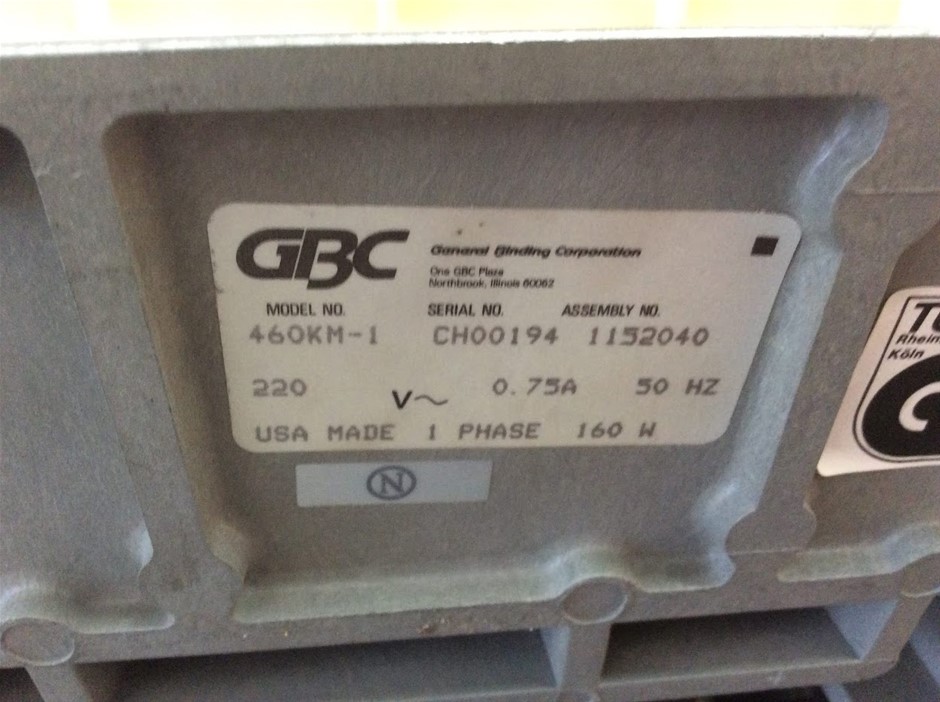 GBC
General Binding Corporation
One GBC Plaza
Northbrook, Illinois 60062
MODEL NO. SERIAL NO. ASSEMBLY NO.
460KM-1 CH00194 1152040
220 V~ 0.75A 50 HZ
USA MADE 1 PHASE 160 W
N
Köln